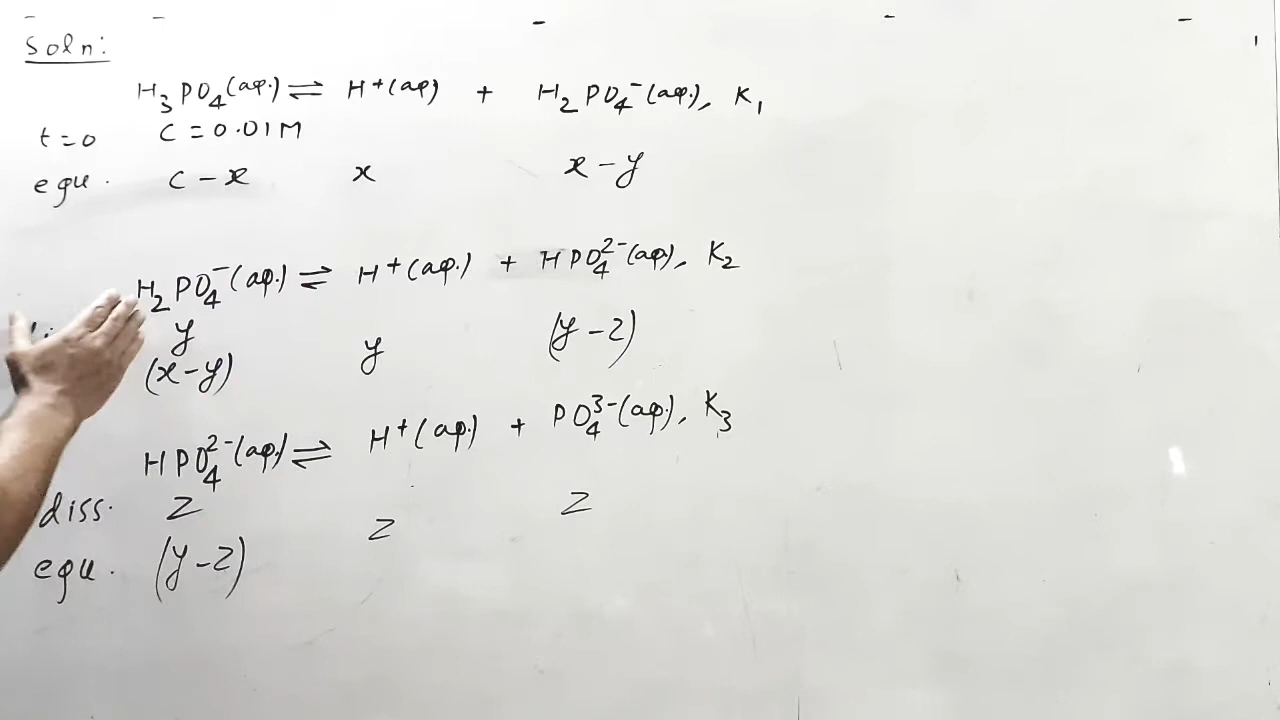 Soln:
H₃PO₄(aq.) ⇌ H⁺(aq) + H₂PO₄⁻(aq.), K₁
t=0 C = 0.01M
equ. C - x x x - y
H₂PO₄⁻(aq.) ⇌ H⁺(aq.) + HPO₄²⁻(aq), K₂
y
(x-y) y (y-z)
HPO₄²⁻(aq.) ⇌ H⁺(aq.) + PO₄³⁻(aq.), K₃
diss. z z z
equ. (y-z)